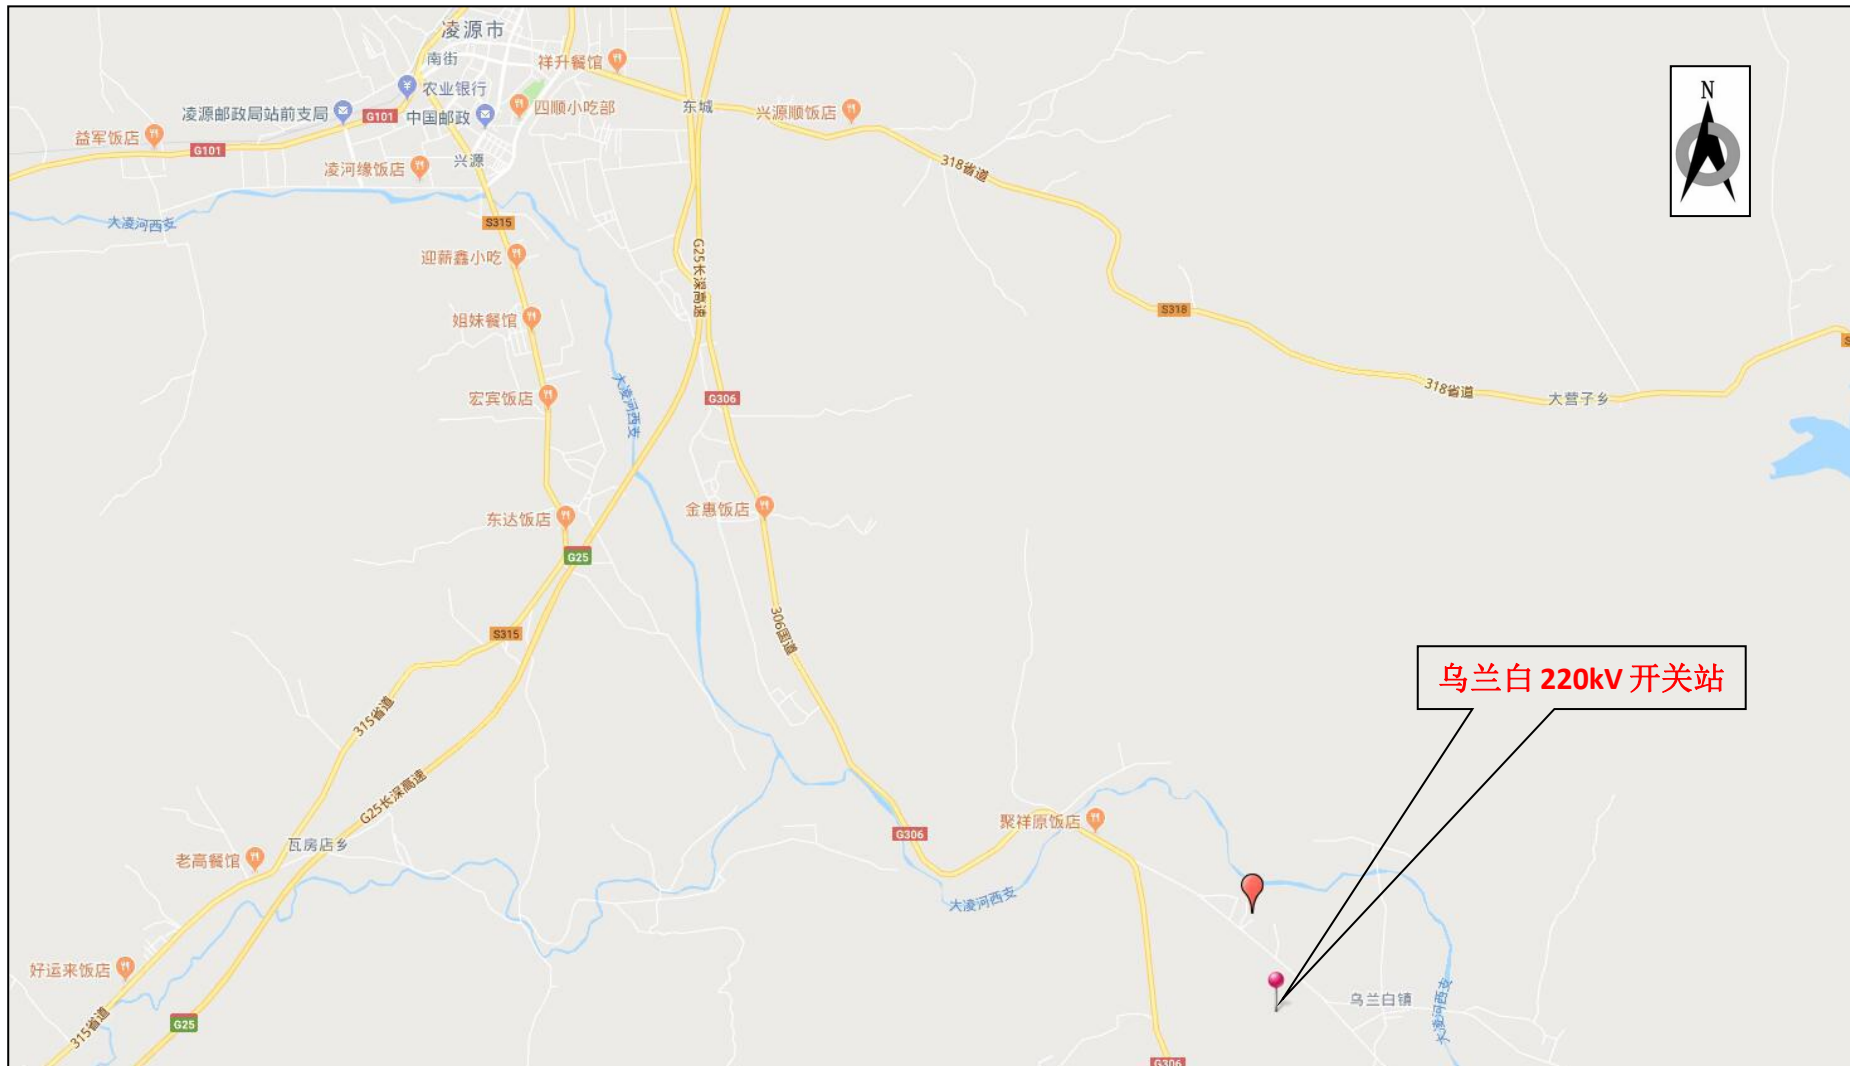 凌源市
南街
祥升餐馆
农业银行
凌源邮政局站前支局
G101
中国邮政
四顺小吃部
东城
兴源顺饭店
N
益军饭店
G101
兴源
凌河缘饭店
318省道
大凌河西支
S315
迎薪鑫小吃
G25长深高速
姐妹餐馆
S318
S
宏宾饭店
大凌河西支
G306
318省道
大营子乡
东达饭店
金惠饭店
G25
S315
306国道
乌兰白 220kV 开关站
315省道
G25长深高速
瓦房店乡
老高餐馆
G306
聚祥原饭店
大凌河西支
好运来饭店
乌兰白镇
大凌河西支
315省道
G25
G306